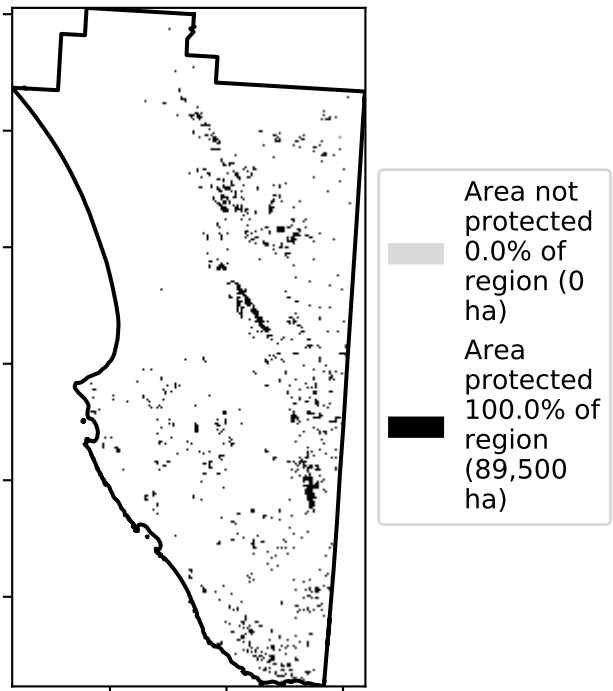 Area not
protected
0.0% of
region (0
ha)
Area
protected
100.0% of
region
(89,500
ha)